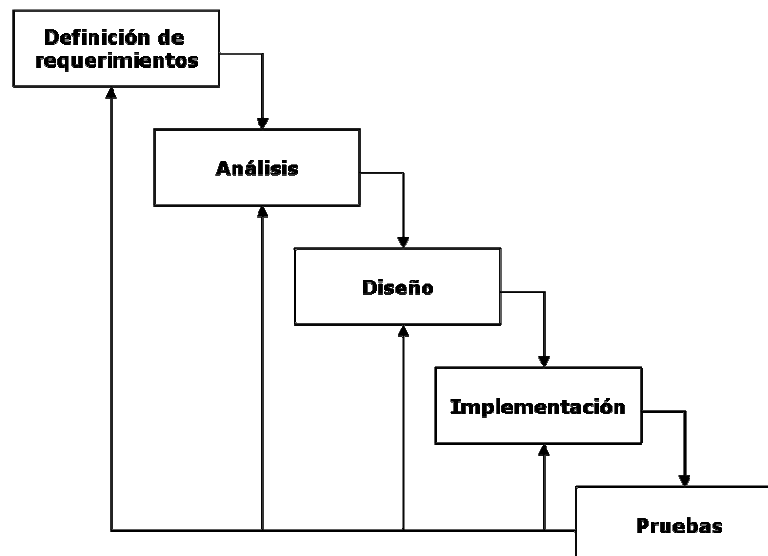 Definición de
requerimientos
Análisis
Diseño
Implementación
Pruebas